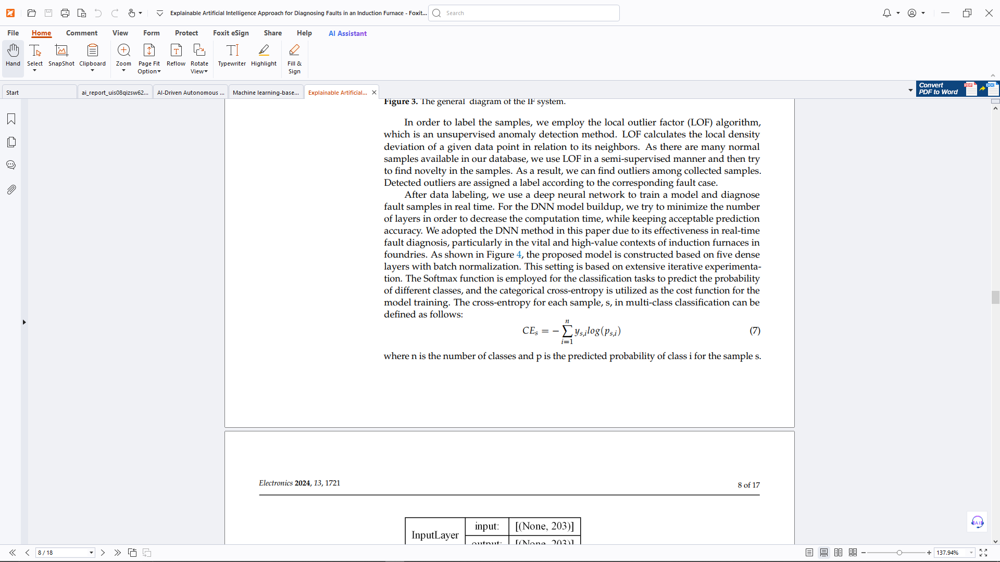 Explainable Artificial Intelligence Approach for Diagnosing Faults in an Induction Furnace - Foxit...
Search
File Home Comment View Form Protect Foxit eSign Share Help AI Assistant
Hand Select SnapShot Clipboard Zoom Page Fit Option Reflow Rotate View Typewriter Highlight Fill & Sign
Start ai_report_uis08qizsw62... AI-Driven Autonomous ... Machine learning-base... Explainable Artificial...
Convert
PDF to Word
PDF DOC
Figure 3. The general diagram of the IF system.
In order to label the samples, we employ the local outlier factor (LOF) algorithm,
which is an unsupervised anomaly detection method. LOF calculates the local density
deviation of a given data point in relation to its neighbors. As there are many normal
samples available in our database, we use LOF in a semi-supervised manner and then try
to find novelty in the samples. As a result, we can find outliers among collected samples.
Detected outliers are assigned a label according to the corresponding fault case.
After data labeling, we use a deep neural network to train a model and diagnose
fault samples in real time. For the DNN model buildup, we try to minimize the number
of layers in order to decrease the computation time, while keeping acceptable prediction
accuracy. We adopted the DNN method in this paper due to its effectiveness in real-time
fault diagnosis, particularly in the vital and high-value contexts of induction furnaces in
foundries. As shown in Figure 4, the proposed model is constructed based on five dense
layers with batch normalization. This setting is based on extensive iterative experimenta-
tion. The Softmax function is employed for the classification tasks to predict the probability
of different classes, and the categorical cross-entropy is utilized as the cost function for the
model training. The cross-entropy for each sample, s, in multi-class classification can be
defined as follows:
CE_s = − ∑_{i=1}^{n} y_{s,i} log(p_{s,i}) (7)
where n is the number of classes and p is the predicted probability of class i for the sample s.
Electronics 2024, 13, 1721
8 of 17
InputLayer input: [(None, 203)]
output: [(None, 203)]
AI
8 / 18
137.94%